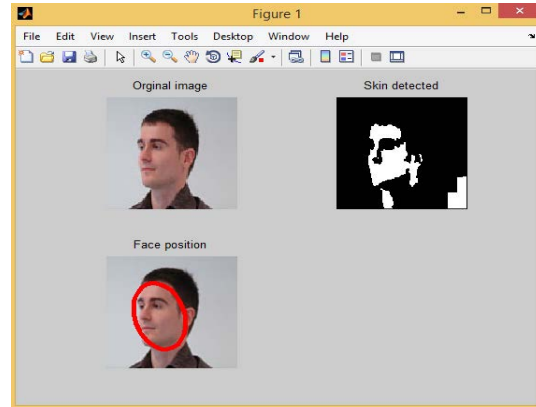 Figure 1
File Edit View Insert Tools Desktop Window Help
Orginal image
Skin detected
Face position